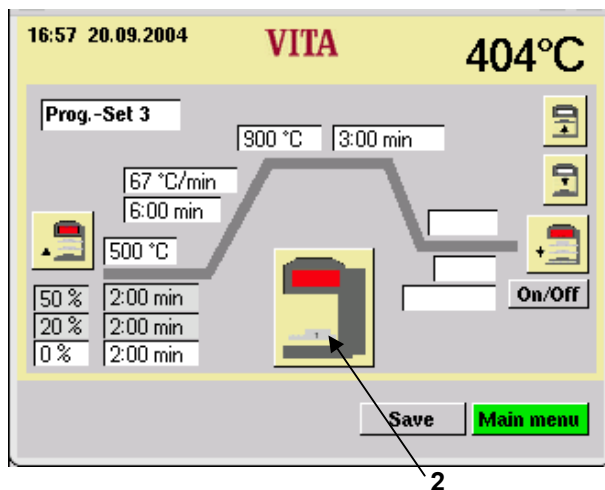 16:57 20.09.2004 VITA 404°C
Prog.-Set 3
900 °C 3:00 min
67 °C/min
6:00 min
500 °C
50 % 2:00 min On/Off
20 % 2:00 min
0 % 2:00 min
Save Main menu
2